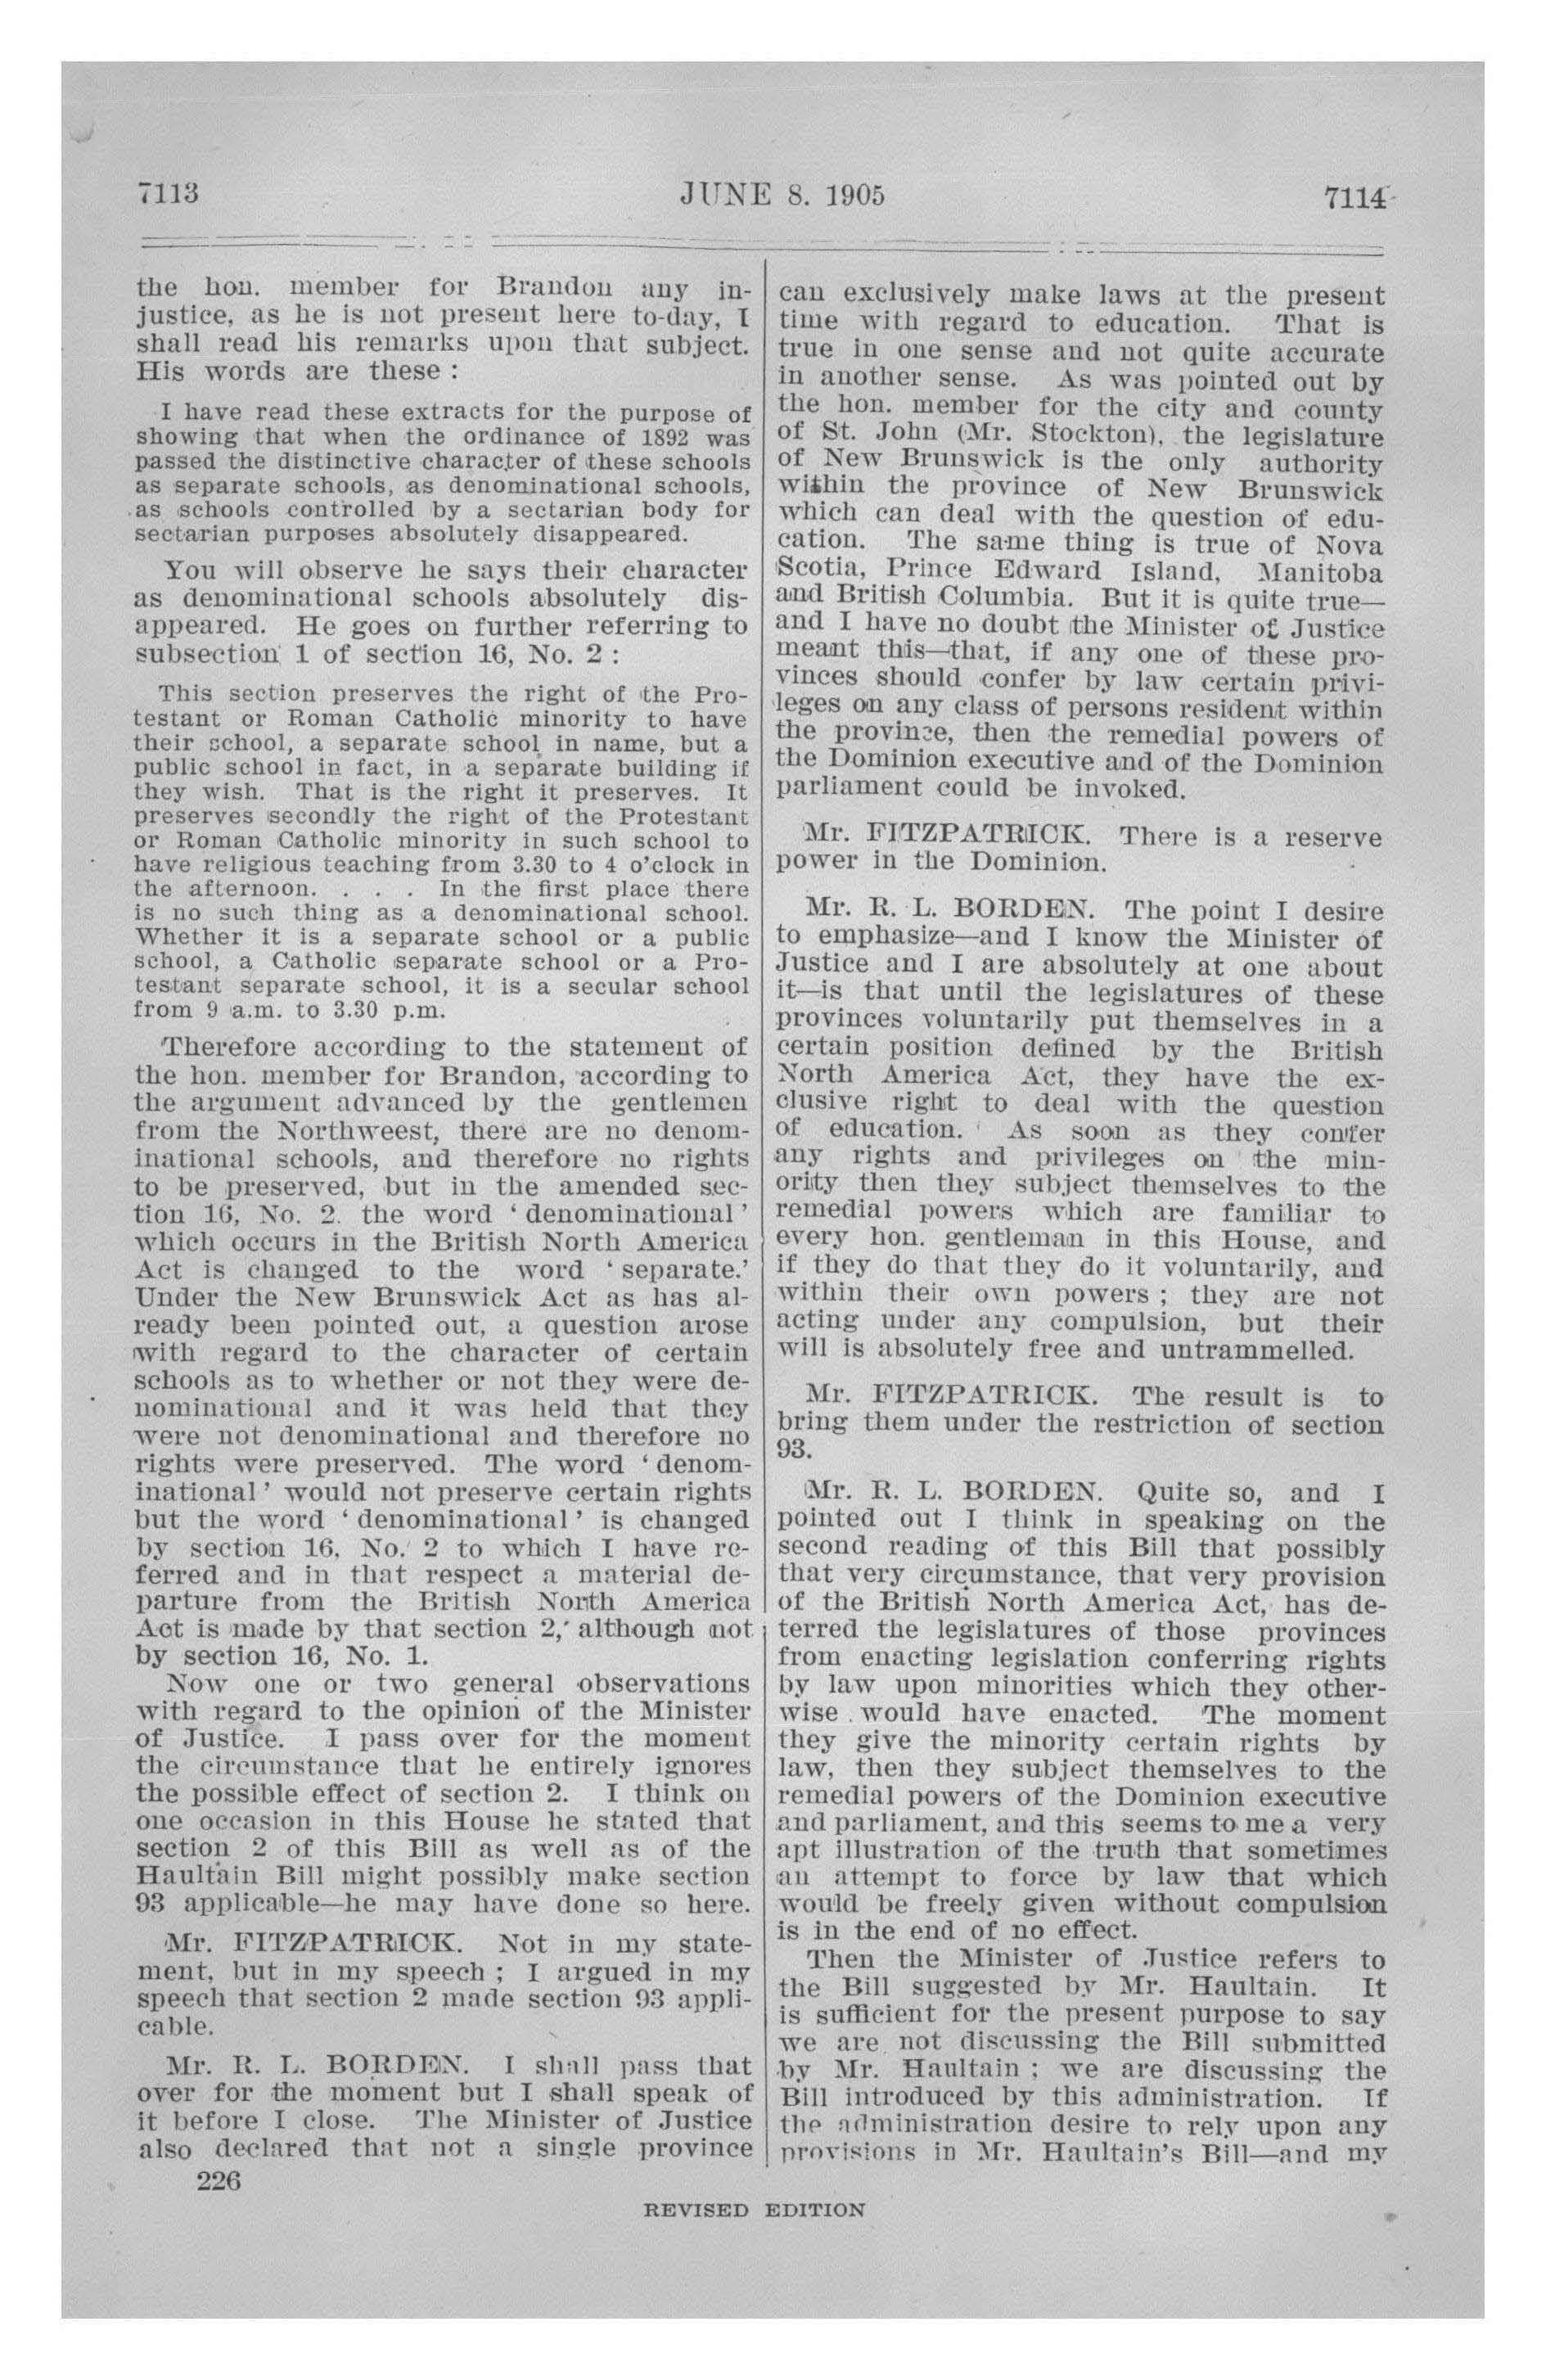 7113
JUNE 8. 1905
7114
the hon. member for Brandon any in-
justice, as he is not present here to-day, I
shall read his remarks upon that subject.
His words are these :
I have read these extracts for the purpose of
showing that when the ordinance of 1892 was
passed the distinctive character of these schools
as separate schools, as denominational schools,
as schools controlled by a sectarian body for
sectarian purposes absolutely disappeared.
You will observe he says their character
as denominational schools absolutely dis-
appeared. He goes on further referring to
subsection 1 of section 16, No. 2 :
This section preserves the right of the Pro-
testant or Roman Catholic minority to have
their school, a separate school in name, but a
public school in fact, in a separate building if
they wish. That is the right it preserves. It
preserves secondly the right of the Protestant
or Roman Catholic minority in such school to
have religious teaching from 3.30 to 4 o'clock in
the afternoon. . . . In the first place there
is no such thing as a denominational school.
Whether it is a separate school or a public
school, a Catholic separate school or a Pro-
testant separate school, it is a secular school
from 9 a.m. to 3.30 p.m.
Therefore according to the statement of
the hon. member for Brandon, according to
the argument advanced by the gentlemen
from the Northweest, there are no denom-
inational schools, and therefore no rights
to be preserved, but in the amended sec-
tion 16, No. 2. the word ' denominational '
which occurs in the British North America
Act is changed to the word ' separate.'
Under the New Brunswick Act as has al-
ready been pointed out, a question arose
with regard to the character of certain
schools as to whether or not they were de-
nominational and it was held that they
were not denominational and therefore no
rights were preserved. The word ' denom-
inational ' would not preserve certain rights
but the word ' denominational ' is changed
by section 16, No. 2 to which I have re-
ferred and in that respect a material de-
parture from the British North America
Act is made by that section 2, although not
by section 16, No. 1.
Now one or two general observations
with regard to the opinion of the Minister
of Justice. I pass over for the moment
the circumstance that he entirely ignores
the possible effect of section 2. I think on
one occasion in this House he stated that
section 2 of this Bill as well as of the
Haultain Bill might possibly make section
93 applicable—he may have done so here.
Mr. FITZPATRICK. Not in my state-
ment, but in my speech ; I argued in my
speech that section 2 made section 93 appli-
cable.
Mr. R. L. BORDEN. I shall pass that
over for the moment but I shall speak of
it before I close. The Minister of Justice
also declared that not a single province
226
can exclusively make laws at the present
time with regard to education. That is
true in one sense and not quite accurate
in another sense. As was pointed out by
the hon. member for the city and county
of St. John (Mr. Stockton), the legislature
of New Brunswick is the only authority
within the province of New Brunswick
which can deal with the question of edu-
cation. The same thing is true of Nova
Scotia, Prince Edward Island, Manitoba
and British Columbia. But it is quite true—
and I have no doubt the Minister of Justice
meant this—that, if any one of these pro-
vinces should confer by law certain privi-
leges on any class of persons resident within
the province, then the remedial powers of
the Dominion executive and of the Dominion
parliament could be invoked.
Mr. FITZPATRICK. There is a reserve
power in the Dominion.
Mr. R. L. BORDEN. The point I desire
to emphasize—and I know the Minister of
Justice and I are absolutely at one about
it—is that until the legislatures of these
provinces voluntarily put themselves in a
certain position defined by the British
North America Act, they have the ex-
clusive right to deal with the question
of education. As soon as they confer
any rights and privileges on the min-
ority then they subject themselves to the
remedial powers which are familiar to
every hon. gentleman in this House, and
if they do that they do it voluntarily, and
within their own powers ; they are not
acting under any compulsion, but their
will is absolutely free and untrammelled.
Mr. FITZPATRICK. The result is to
bring them under the restriction of section
93.
Mr. R. L. BORDEN. Quite so, and I
pointed out I think in speaking on the
second reading of this Bill that possibly
that very circumstance, that very provision
of the British North America Act, has de-
terred the legislatures of those provinces
from enacting legislation conferring rights
by law upon minorities which they other-
wise would have enacted. The moment
they give the minority certain rights by
law, then they subject themselves to the
remedial powers of the Dominion executive
and parliament, and this seems to me a very
apt illustration of the truth that sometimes
an attempt to force by law that which
would be freely given without compulsion
is in the end of no effect.
Then the Minister of Justice refers to
the Bill suggested by Mr. Haultain. It
is sufficient for the present purpose to say
we are not discussing the Bill submitted
by Mr. Haultain ; we are discussing the
Bill introduced by this administration. If
the administration desire to rely upon any
provisions in Mr. Haultain's Bill—and my
REVISED EDITION